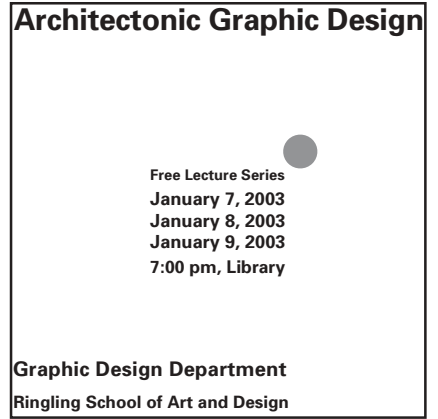 Architectonic Graphic Design
Free Lecture Series
January 7, 2003
January 8, 2003
January 9, 2003
7:00 pm, Library
Graphic Design Department
Ringling School of Art and Design